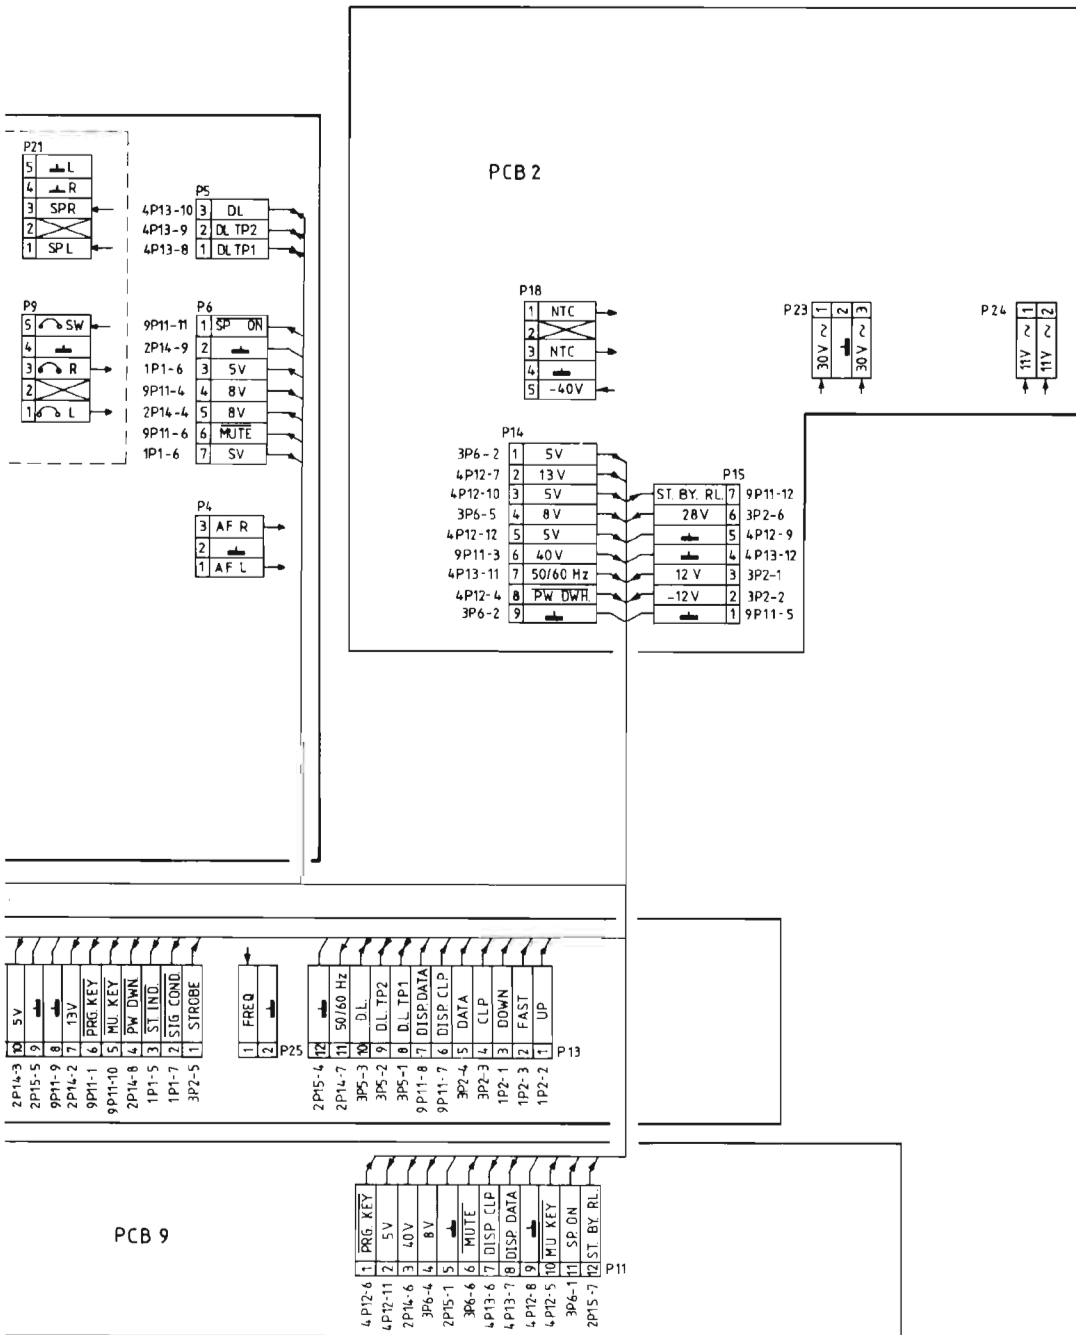 PCB 2
P21
5 L
4 R
3 SPR
2
1 SPL
P5
4P13-10 3 DL
4P13-9 2 DL TP2
4P13-8 1 DL TP1
P9
5 SW
4
3 R
2
1 L
P6
9P11-11 1 SP ON
2P14-9 2
1P1-6 3 5V
9P11-4 4 8V
2P14-4 5 8V
9P11-6 6 MUTE
1P1-6 7 5V
P4
3 AF R
2
1 AF L
P18
1 NTC
2
3 NTC
4
5 -40V
P23
1 30V ~
2
3 30V ~
P24
1 11V ~
2 11V ~
P14
3P6-2 1 5V
4P12-7 2 13V
4P12-10 3 5V
3P6-5 4 8V
4P12-12 5 5V
9P11-3 6 40V
4P13-11 7 50/60 Hz
4P12-4 8 PW DWH.
3P6-2 9
P15
ST. BY. RL. 7 9P11-12
28V 6 3P2-6
5 4P12-9
4 4P13-12
12 V 3 3P2-1
-12V 2 3P2-2
1 9P11-5
5V 10 2P14-3
9 2P15-5
8 9P11-9
13V 7 2P14-2
PRG. KEY 6 9P11-1
MU. KEY 5 9P11-10
PW DWN. 4 2P14-8
ST. IND. 3 1P1-5
SIG COND. 2 1P1-7
STROBE 1 3P2-5
FREQ 1
2
P25
12 2P15-4
50/60 Hz 11 2P14-7
D.L. 10 3P5-3
D.L. TP2 9 3P5-2
D.L. TP1 8 3P5-1
DISP.DATA 7 9P11-8
DISP. CLP 6 9P11-7
DATA 5 3P2-4
CLP 4 3P2-3
DOWN 3 1P2-1
FAST 2 1P2-3
UP 1 1P2-2
P13
PCB 9
PRG. KEY 1 4P12-6
5V 2 4P12-11
40V 3 2P14-6
8V 4 3P6-4
5 2P15-1
MUTE 6 3P6-6
DISP CLP 7 4P13-6
DISP. DATA 8 4P13-7
9 4P12-8
MU KEY 10 4P12-5
SP. ON 11 3P6-1
ST. BY. RL. 12 2P15-7
P11